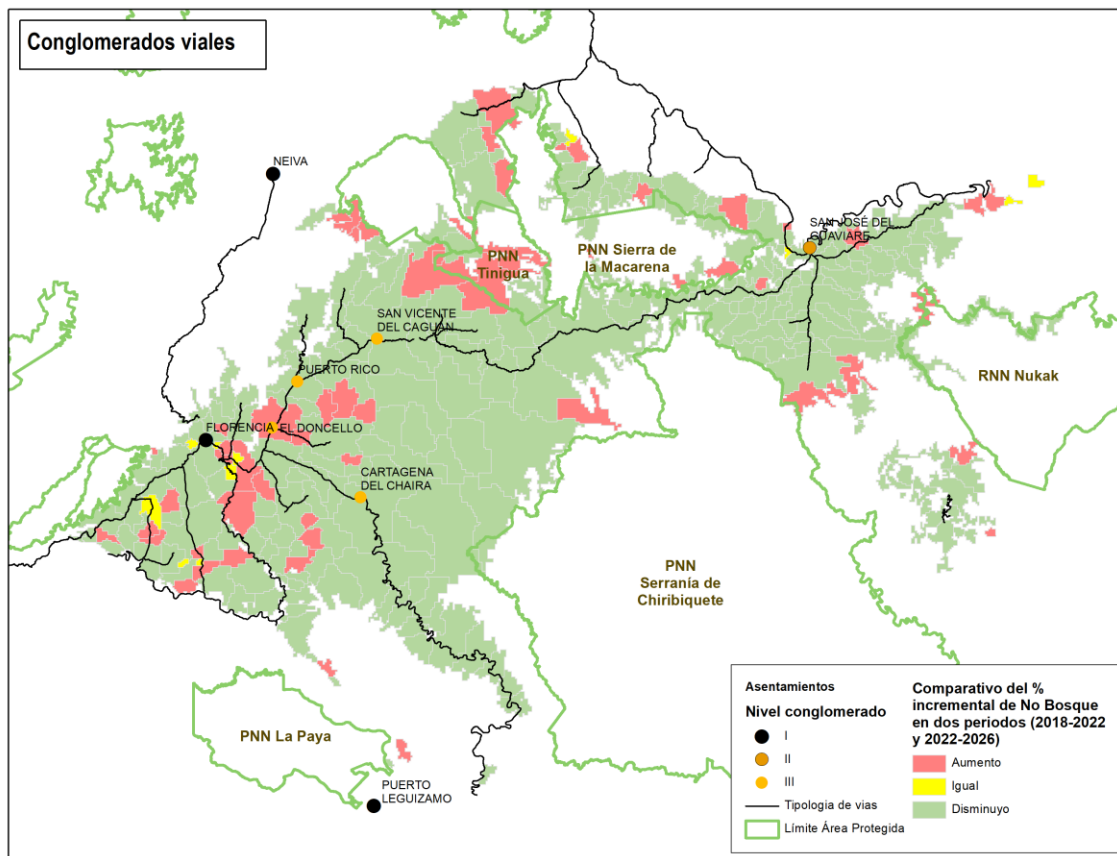 Conglomerados viales
NEIVA
SAN JOSÉ DEL
GUAVIARE
PNN
Tinigua
PNN Sierra de
la Macarena
SAN VICENTE
DEL CAGUAN
PUERTO RICO
RNN Nukak
FLORENCIA
EL DONCELLO
CARTAGENA
DEL CHAIRA
PNN
Serranía de
Chiribiquete
PNN La Paya
PUERTO
LEGUIZAMO
Asentamientos
Nivel conglomerado
I
II
III
Tipologia de vias
Límite Área Protegida
Comparativo del %
incremental de No Bosque
en dos periodos (2018-2022
y 2022-2026)
Aumento
Igual
Disminuyo